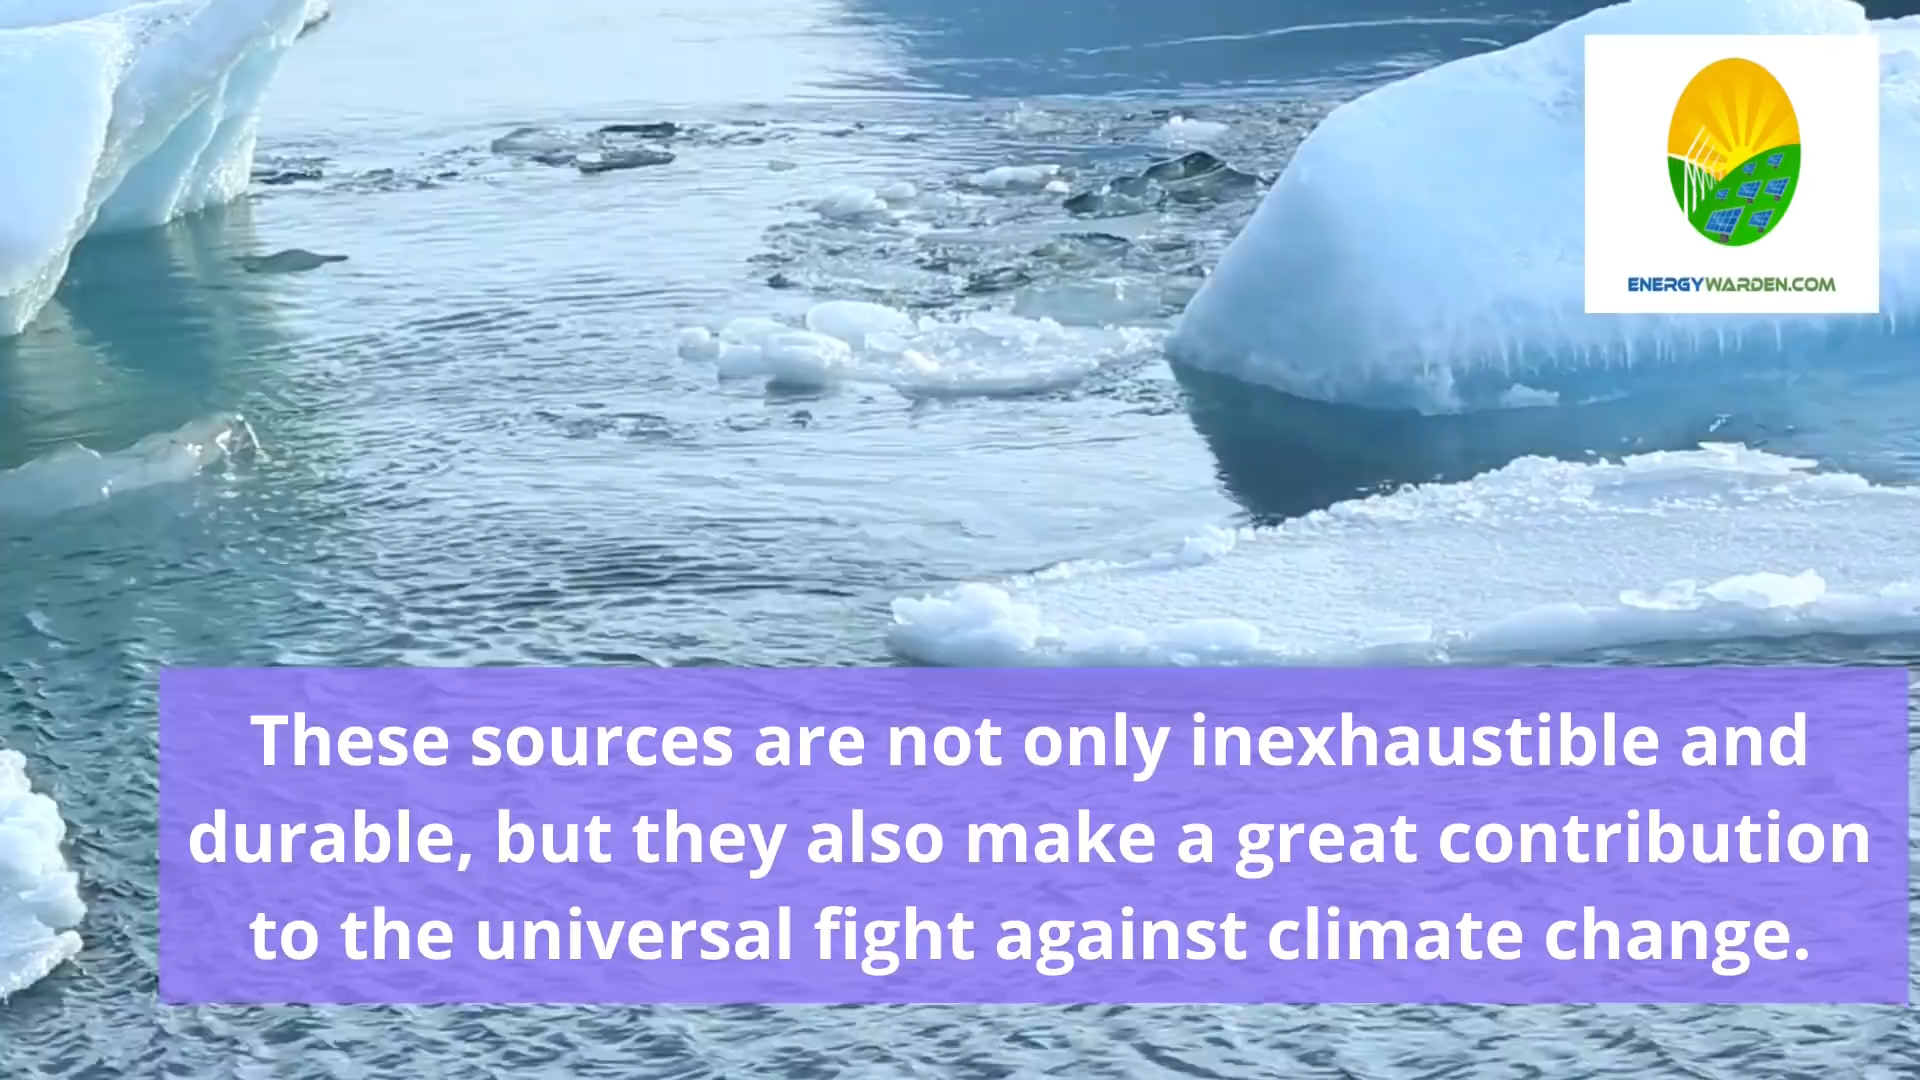 ENERGYWARDEN.COM
These sources are not only inexhaustible and
durable, but they also make a great contribution
to the universal fight against climate change.